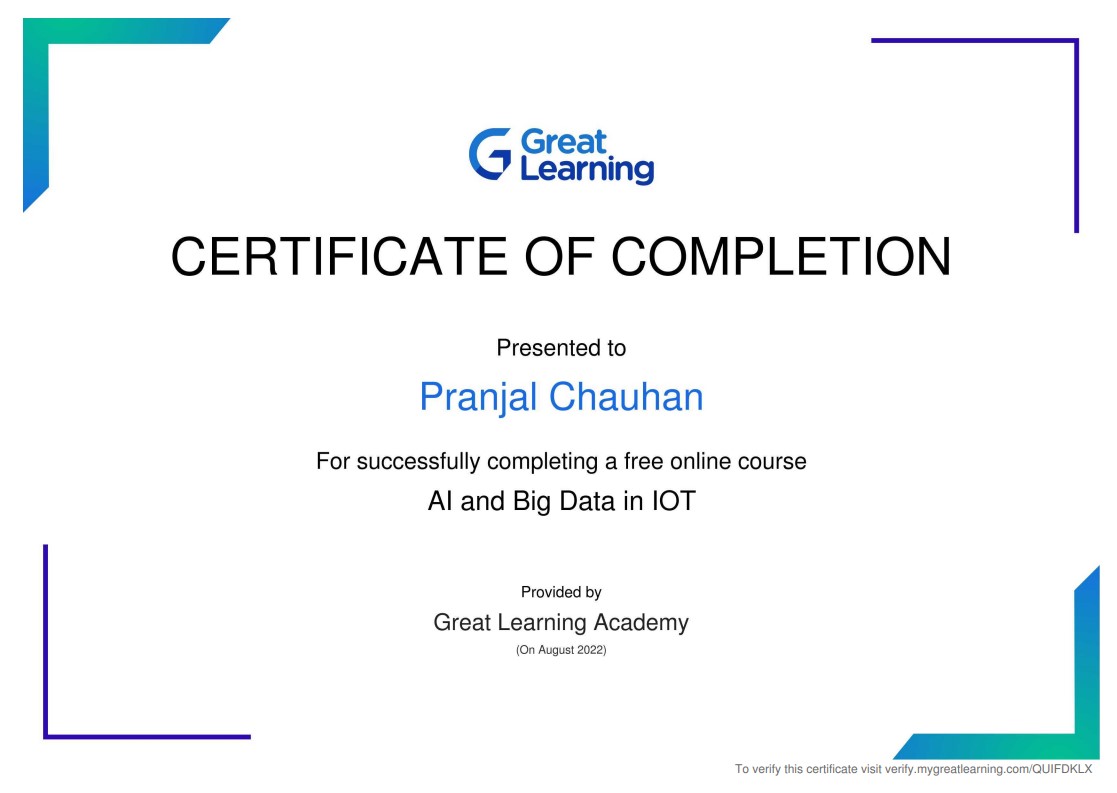 Great
Learning
CERTIFICATE OF COMPLETION
Presented to
Pranjal Chauhan
For successfully completing a free online course
AI and Big Data in IOT
Provided by
Great Learning Academy
(On August 2022)
To verify this certificate visit verify.mygreatlearning.com/QUIFDKLX